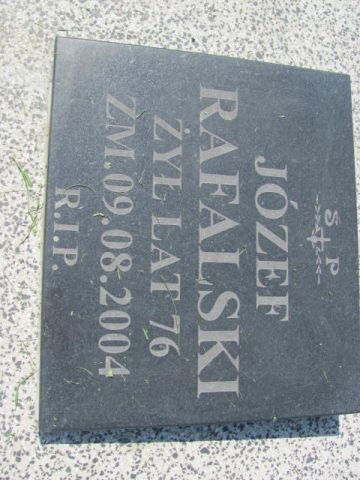 S P
JÓZEF
RAFALSKI
ŻYŁ LAT 76
ZM.09.08.2004
R.I.P.